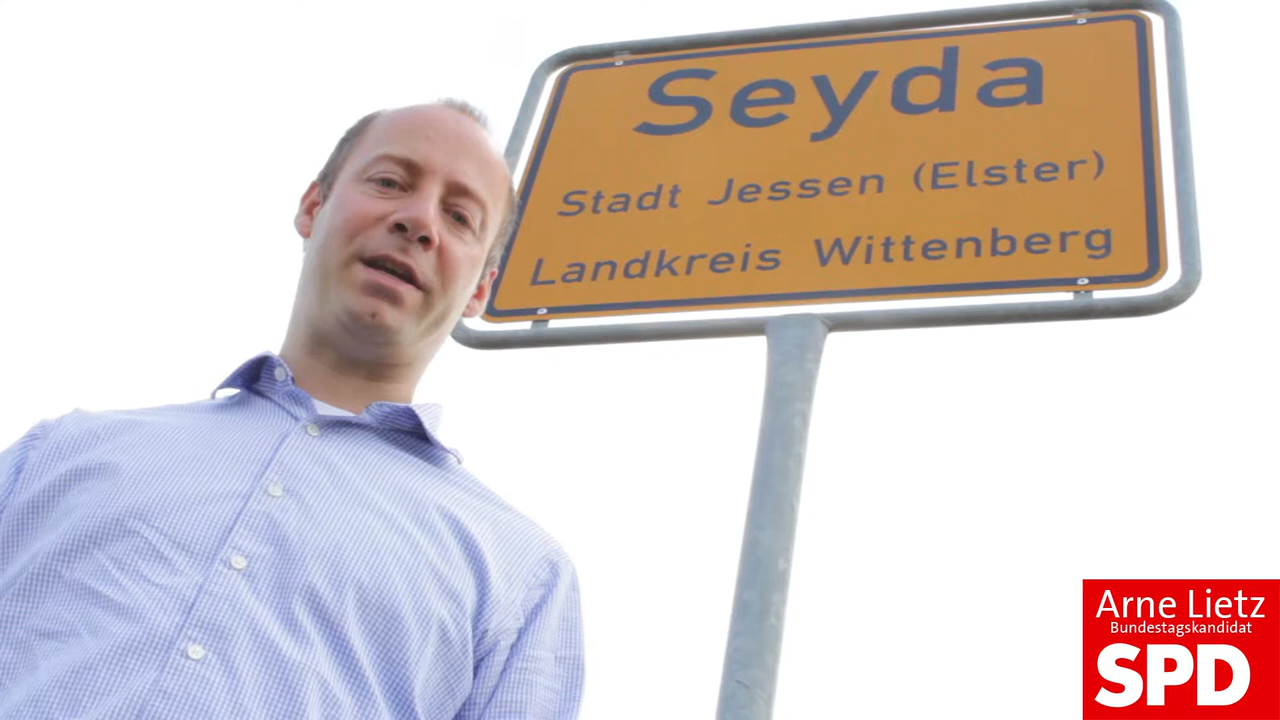 Seyda
Stadt Jessen (Elster)
Landkreis Wittenberg
Arne Lietz
Bundestagskandidat
SPD